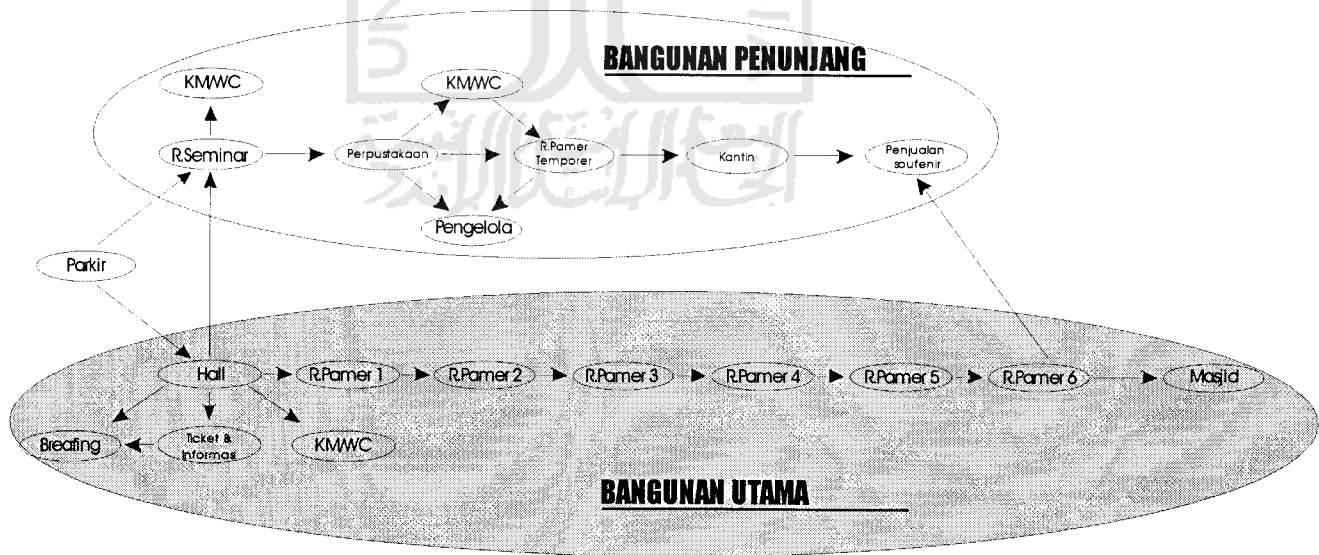 BANGUNAN PENUNJANG
KM/WC
KM/WC
R.Seminar
Perpustakaan
R.Pamer
Temporer
Kantin
Penjualan
soufenir
Pengelola
Parkir
Hall
R.Pamer 1
R.Pamer 2
R.Pamer 3
R.Pamer 4
R.Pamer 5
R.Pamer 6
Masjid
Breafing
Ticket &
Informasi
KM/WC
BANGUNAN UTAMA